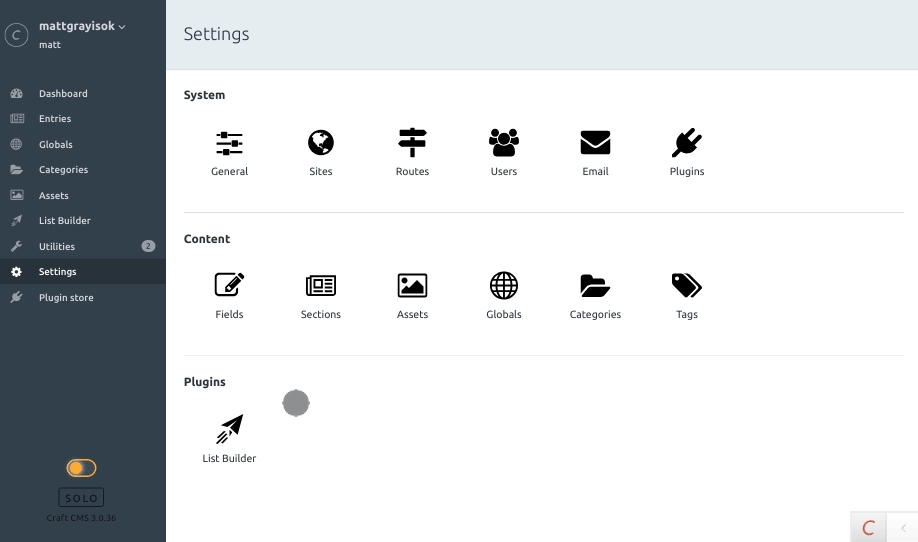 mattgrayisok
matt
Dashboard
Entries
Globals
Categories
Assets
List Builder
Utilities 2
Settings
Plugin store
SOLO
Craft CMS 3.0.36
Settings
System
General Sites Routes Users Email Plugins
Content
Fields Sections Assets Globals Categories Tags
Plugins
List Builder